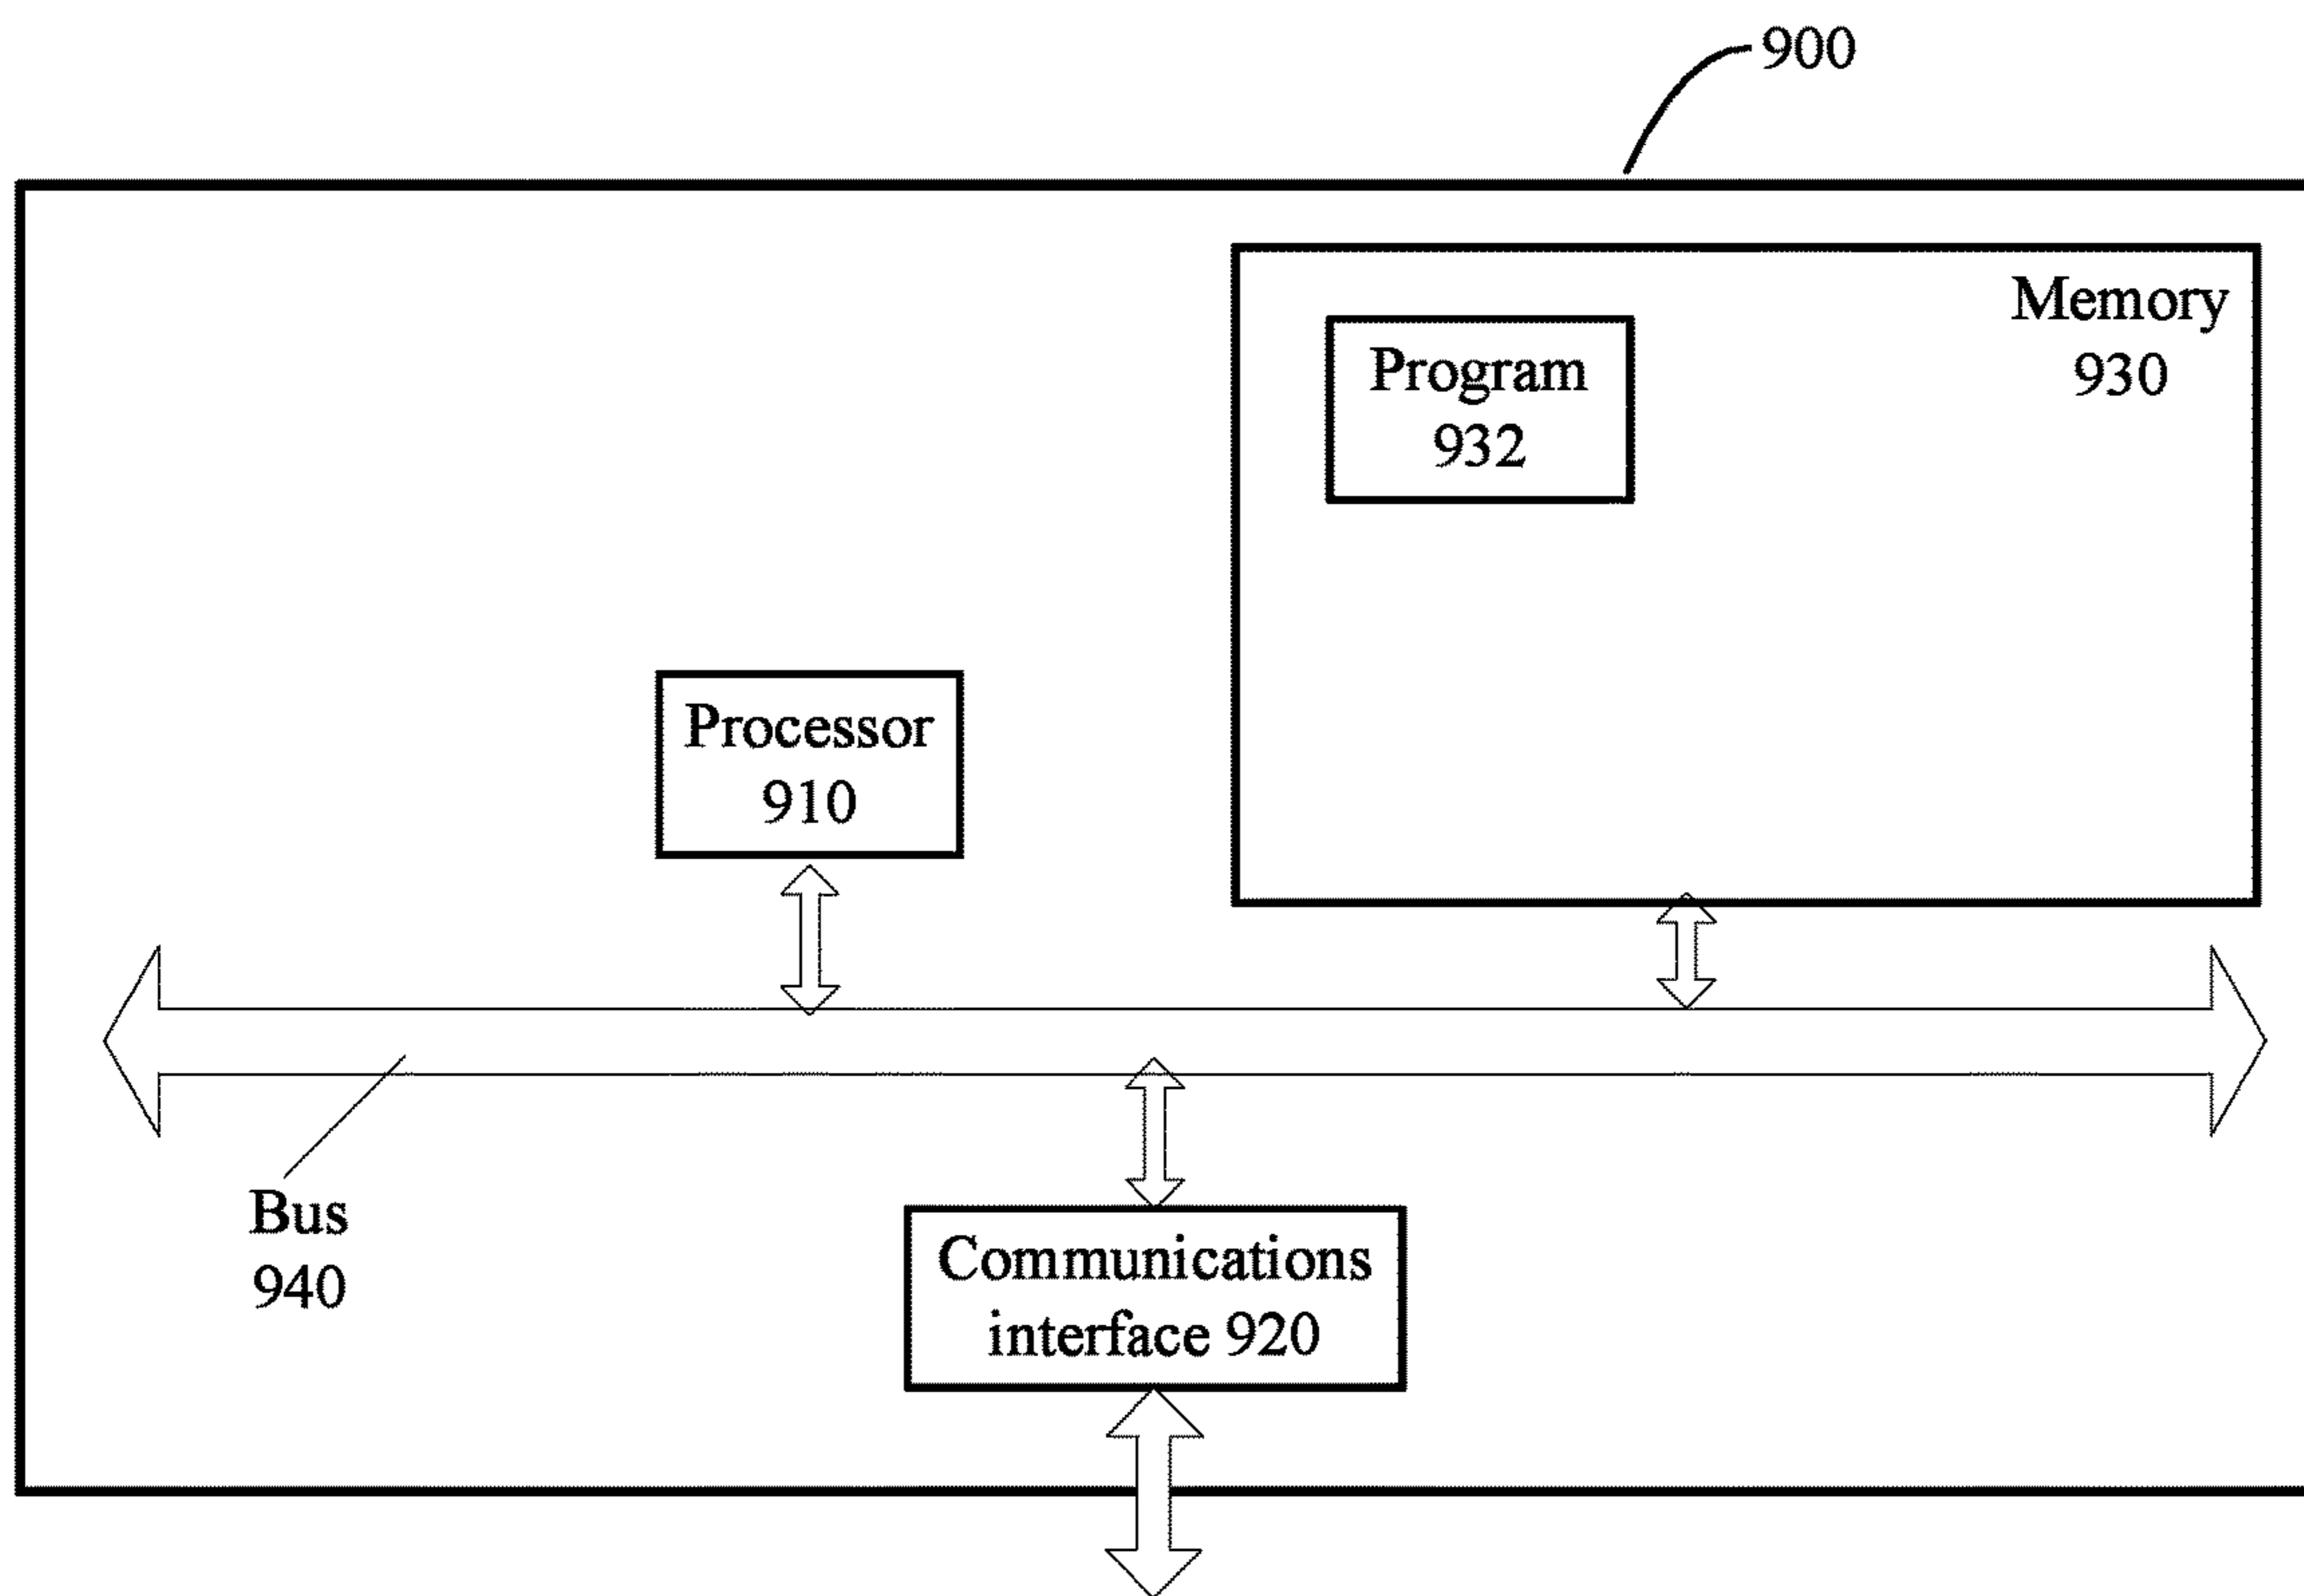 900
Memory
930
Program
932
Processor
910
Bus
940
Communications
interface 920